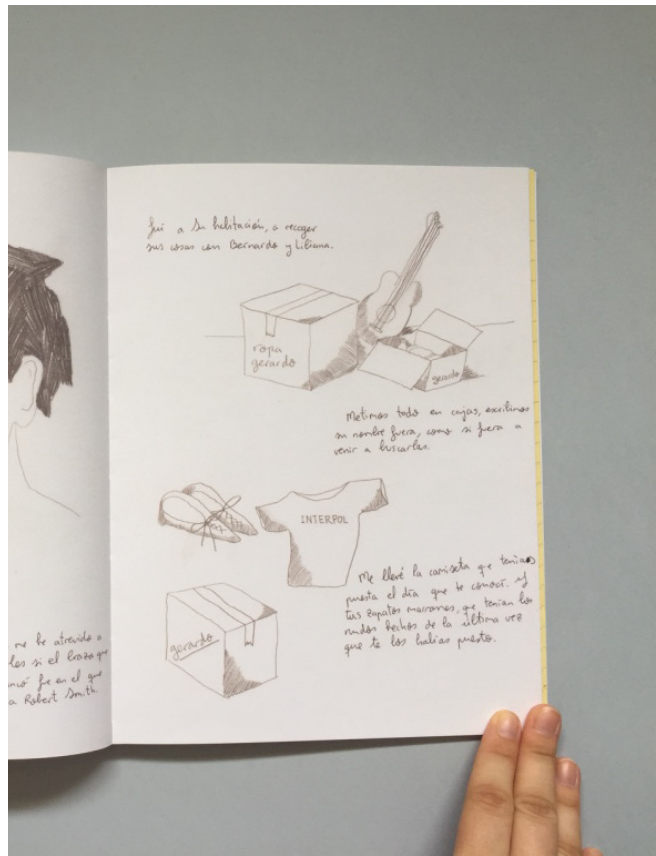 me he atrevido a
si el brazo que
fue en el que
a Robert Smith.
fui a su habitación, a recoger
sus cosas con Bernardo y Liliana.
ropa
gerardo
gerardo
Metimos todo en cajas, escribimos
su nombre fuera, como si fuera a
venir a buscarlas.
INTERPOL
Me llevé la camiseta que tenías
puesta el día que te conocí. y
tus zapatos marrones, que tenían los
nudos hechos de la última vez
que te los habías puesto.
gerardo